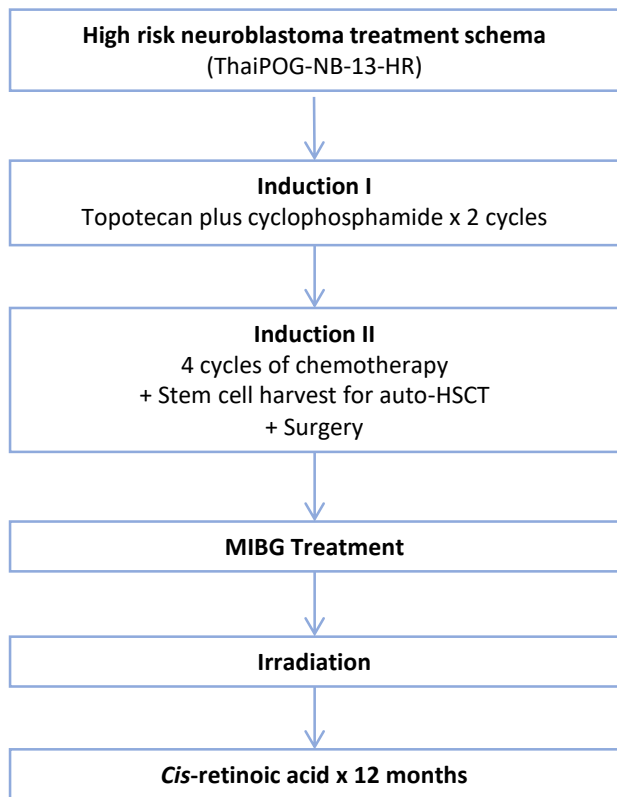 High risk neuroblastoma treatment schema
(ThaiPOG-NB-13-HR)
Induction I
Topotecan plus cyclophosphamide x 2 cycles
Induction II
4 cycles of chemotherapy
+ Stem cell harvest for auto-HSCT
+ Surgery
MIBG Treatment
Irradiation
Cis-retinoic acid x 12 months